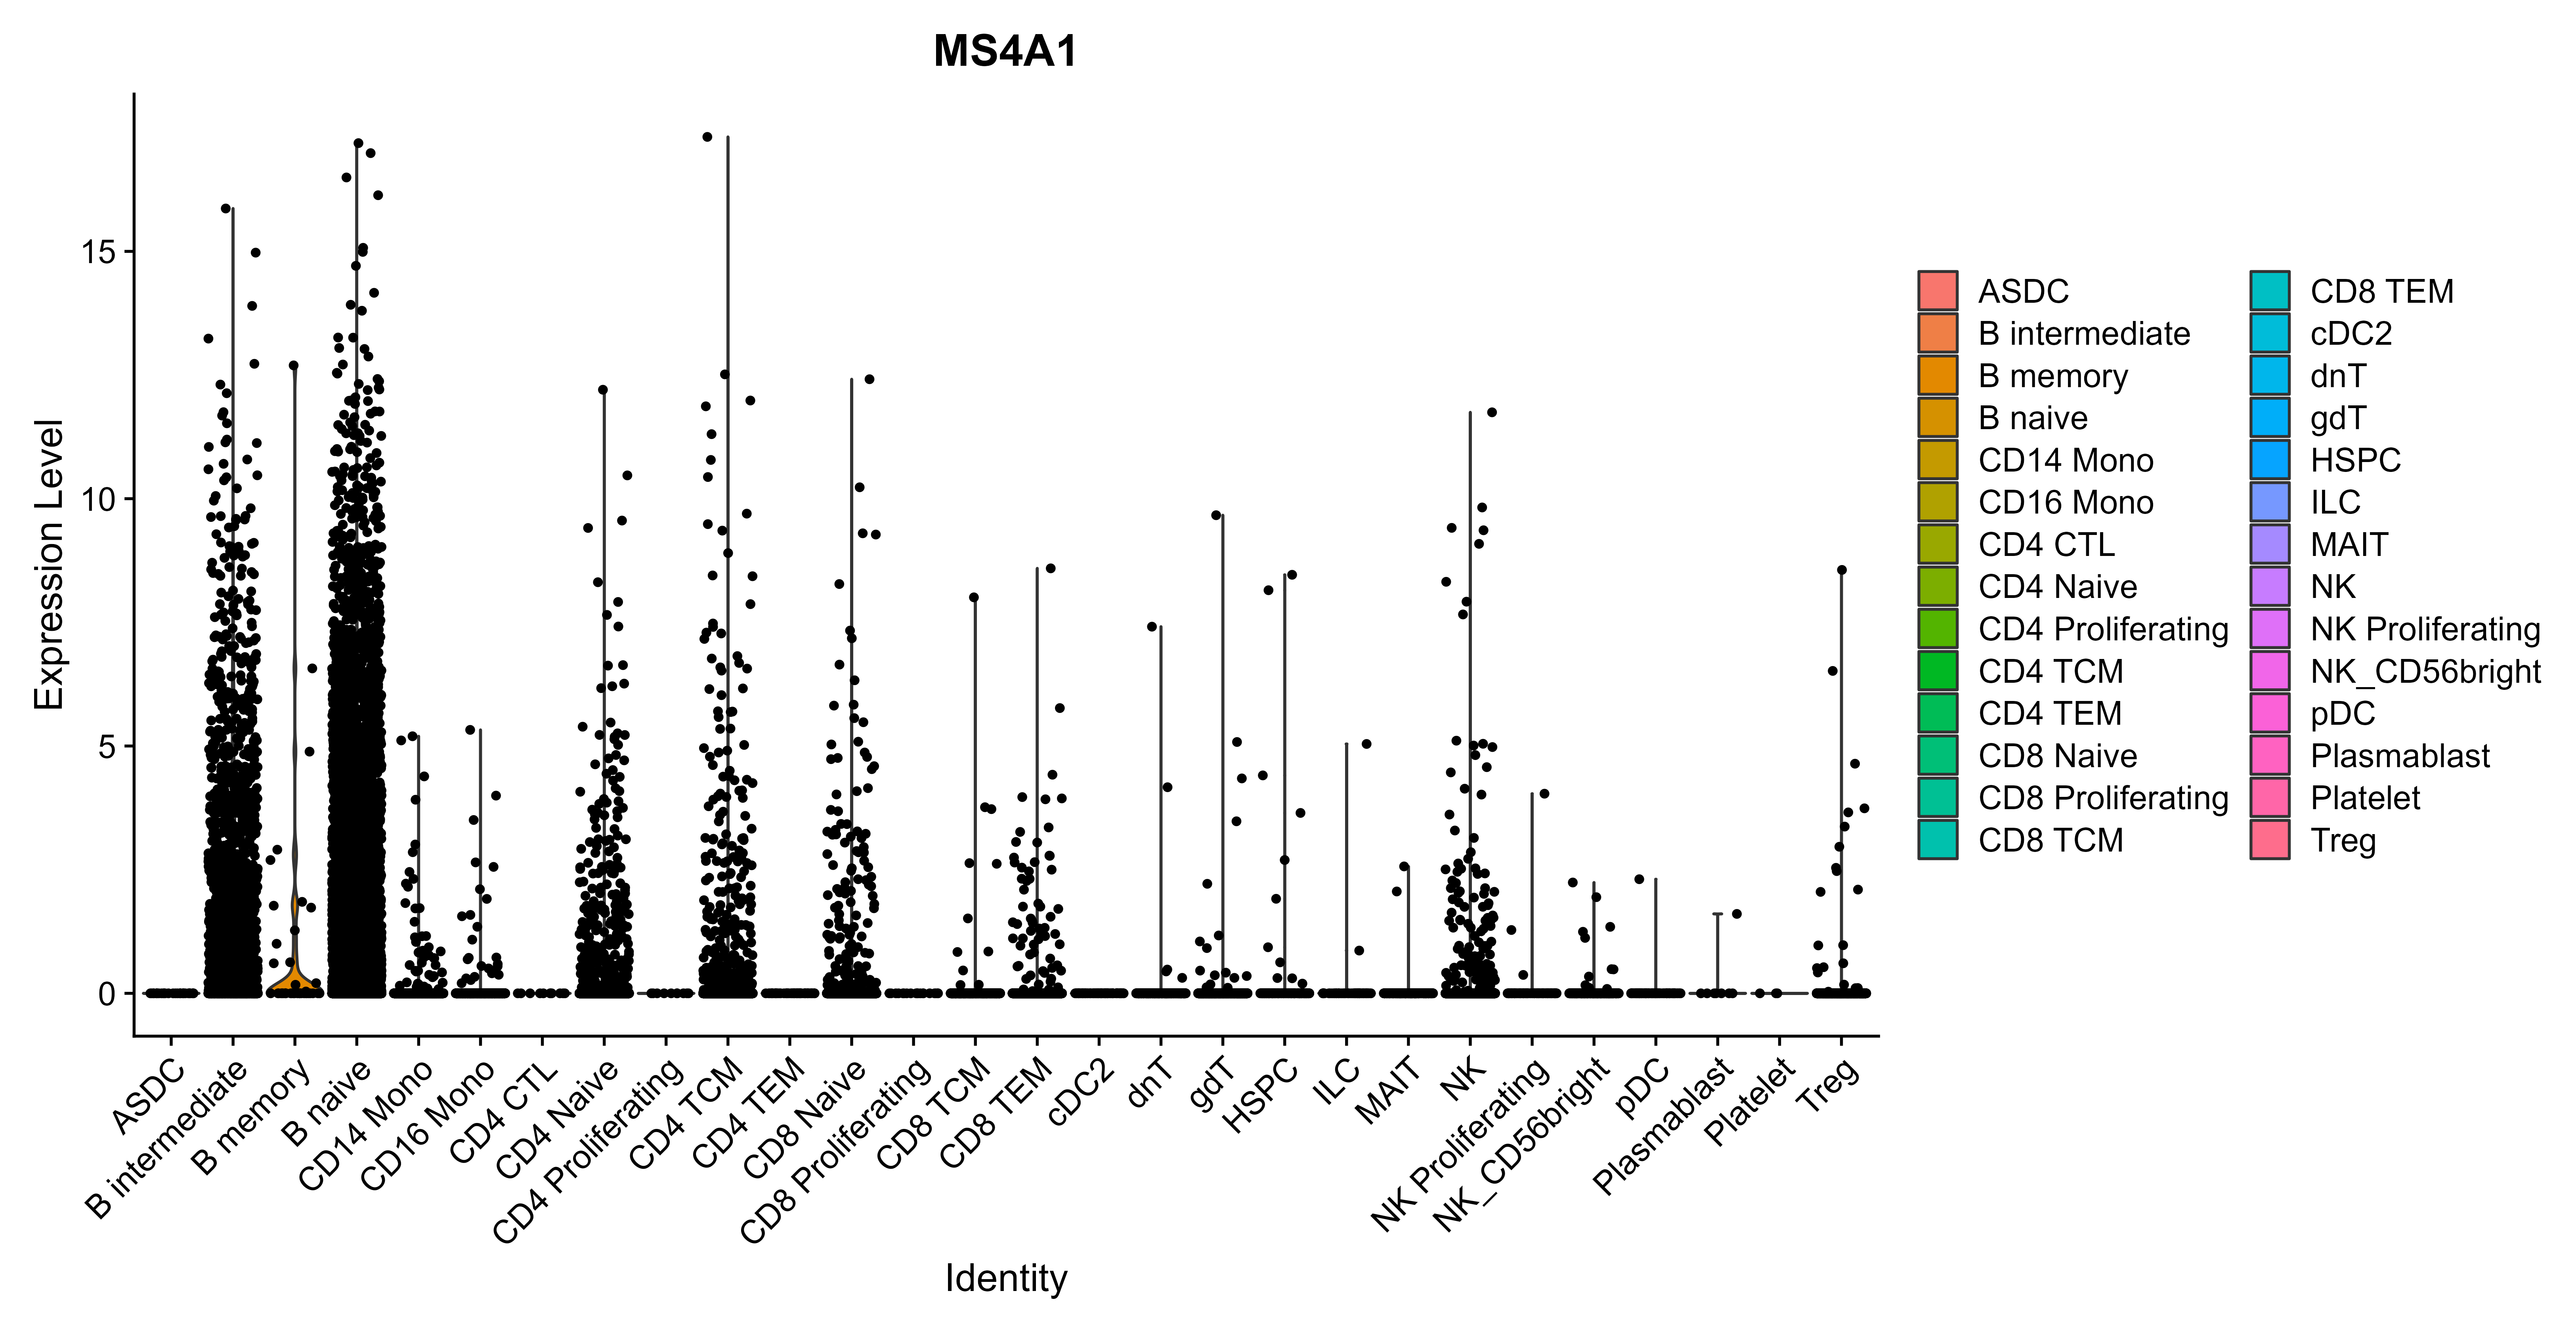 MS4A1
Expression Level
15
10
5
0
ASDC
B intermediate
B memory
B naive
CD14 Mono
CD16 Mono
CD4 CTL
CD4 Naive
CD4 Proliferating
CD4 TCM
CD4 TEM
CD8 Naive
CD8 Proliferating
CD8 TCM
CD8 TEM
cDC2
dnT
gdT
HSPC
ILC
MAIT
NK
NK Proliferating
NK_CD56bright
pDC
Plasmablast
Platelet
Treg
Identity
ASDC
B intermediate
B memory
B naive
CD14 Mono
CD16 Mono
CD4 CTL
CD4 Naive
CD4 Proliferating
CD4 TCM
CD4 TEM
CD8 Naive
CD8 Proliferating
CD8 TCM
CD8 TEM
cDC2
dnT
gdT
HSPC
ILC
MAIT
NK
NK Proliferating
NK_CD56bright
pDC
Plasmablast
Platelet
Treg